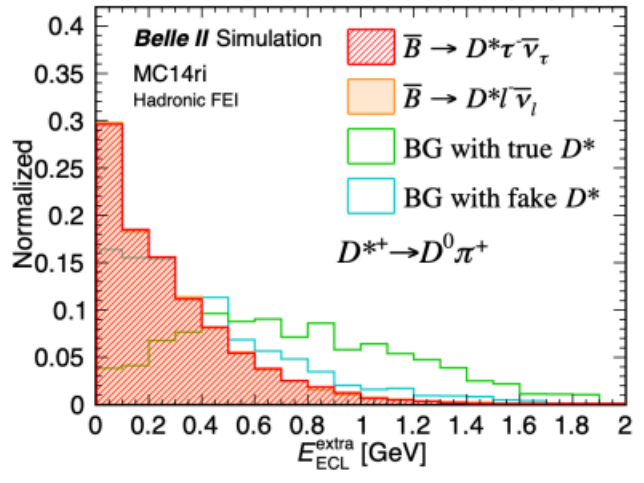 0.4
0.35
0.3
0.25
0.2
0.15
0.1
0.05
0
Normalized
Belle II Simulation
MC14ri
Hadronic FEI
B̅ → D*τ⁻ν̅_τ
B̅ → D*l⁻ν̅_l
BG with true D*
BG with fake D*
D*⁺→D⁰π⁺
0 0.2 0.4 0.6 0.8 1 1.2 1.4 1.6 1.8 2
E_ECL^extra [GeV]